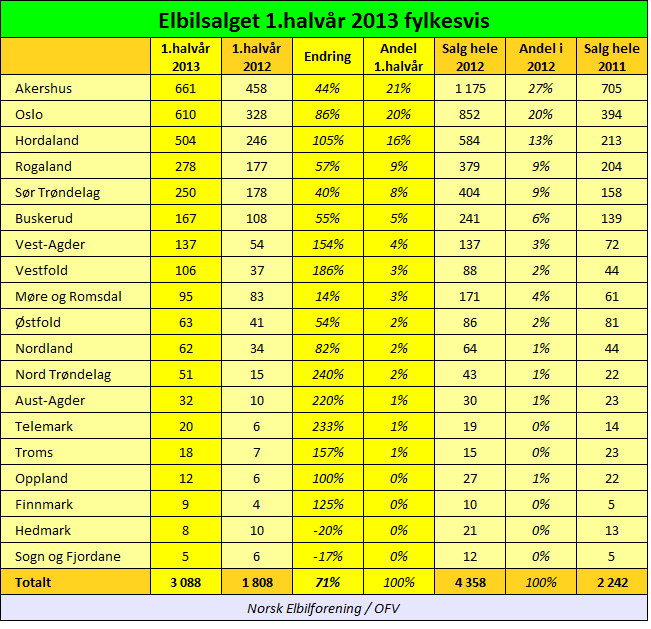 Elbilsalget 1.halvår 2013 fylkesvis
1.halvår 2013 1.halvår 2012 Endring Andel 1.halvår Salg hele 2012 Andel i 2012 Salg hele 2011
Akershus 661 458 44% 21% 1 175 27% 705
Oslo 610 328 86% 20% 852 20% 394
Hordaland 504 246 105% 16% 584 13% 213
Rogaland 278 177 57% 9% 379 9% 204
Sør Trøndelag 250 178 40% 8% 404 9% 158
Buskerud 167 108 55% 5% 241 6% 139
Vest-Agder 137 54 154% 4% 137 3% 72
Vestfold 106 37 186% 3% 88 2% 44
Møre og Romsdal 95 83 14% 3% 171 4% 61
Østfold 63 41 54% 2% 86 2% 81
Nordland 62 34 82% 2% 64 1% 44
Nord Trøndelag 51 15 240% 2% 43 1% 22
Aust-Agder 32 10 220% 1% 30 1% 23
Telemark 20 6 233% 1% 19 0% 14
Troms 18 7 157% 1% 15 0% 23
Oppland 12 6 100% 0% 27 1% 22
Finnmark 9 4 125% 0% 10 0% 5
Hedmark 8 10 -20% 0% 21 0% 13
Sogn og Fjordane 5 6 -17% 0% 12 0% 5
Totalt 3 088 1 808 71% 100% 4 358 100% 2 242
Norsk Elbilforening / OFV